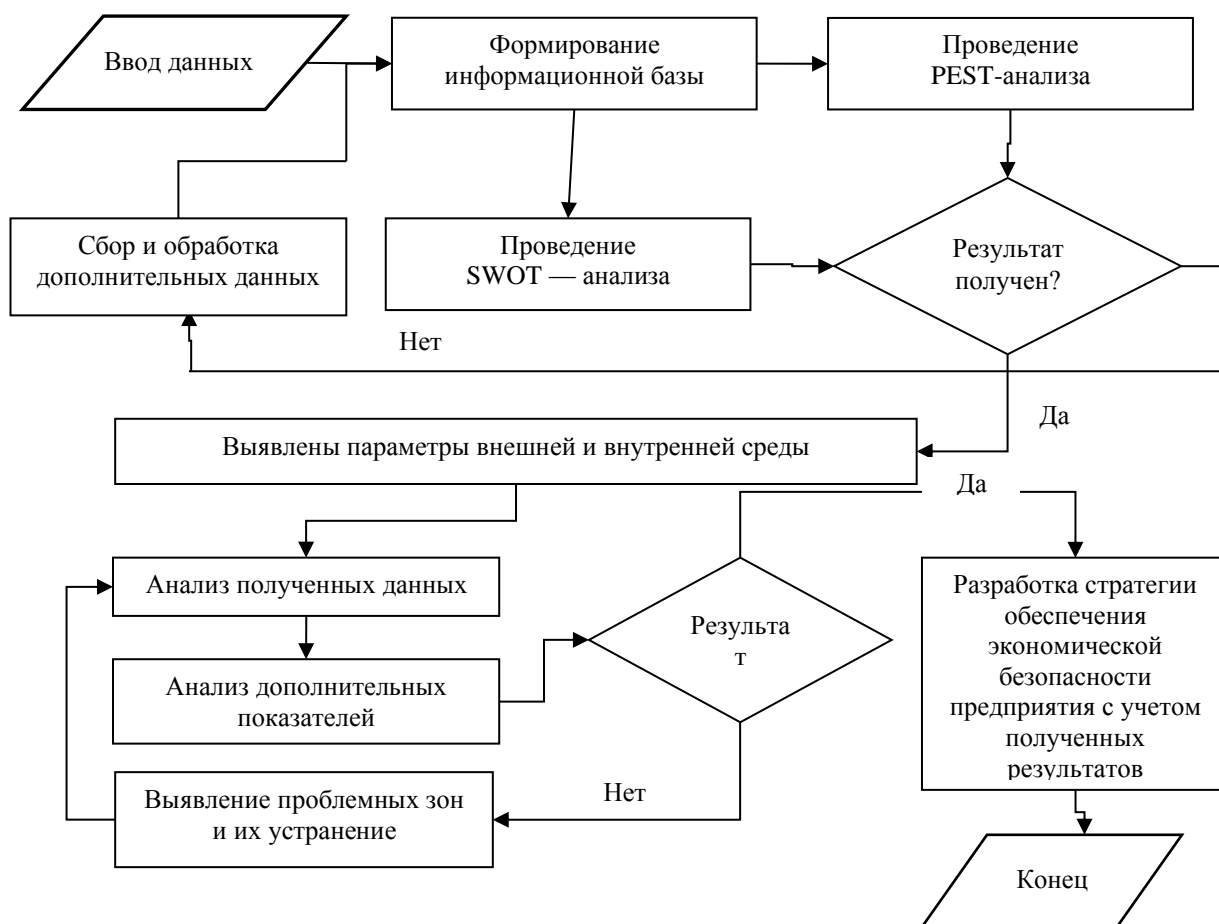 Ввод данных
Формирование
информационной базы
Проведение
PEST-анализа
Сбор и обработка
дополнительных данных
Проведение
SWOT — анализа
Результат
получен?
Нет
Да
Выявлены параметры внешней и внутренней среды
Да
Анализ полученных данных
Результа
т
Разработка стратегии
обеспечения
экономической
безопасности
предприятия с учетом
полученных
результатов
Анализ дополнительных
показателей
Нет
Выявление проблемных зон
и их устранение
Конец